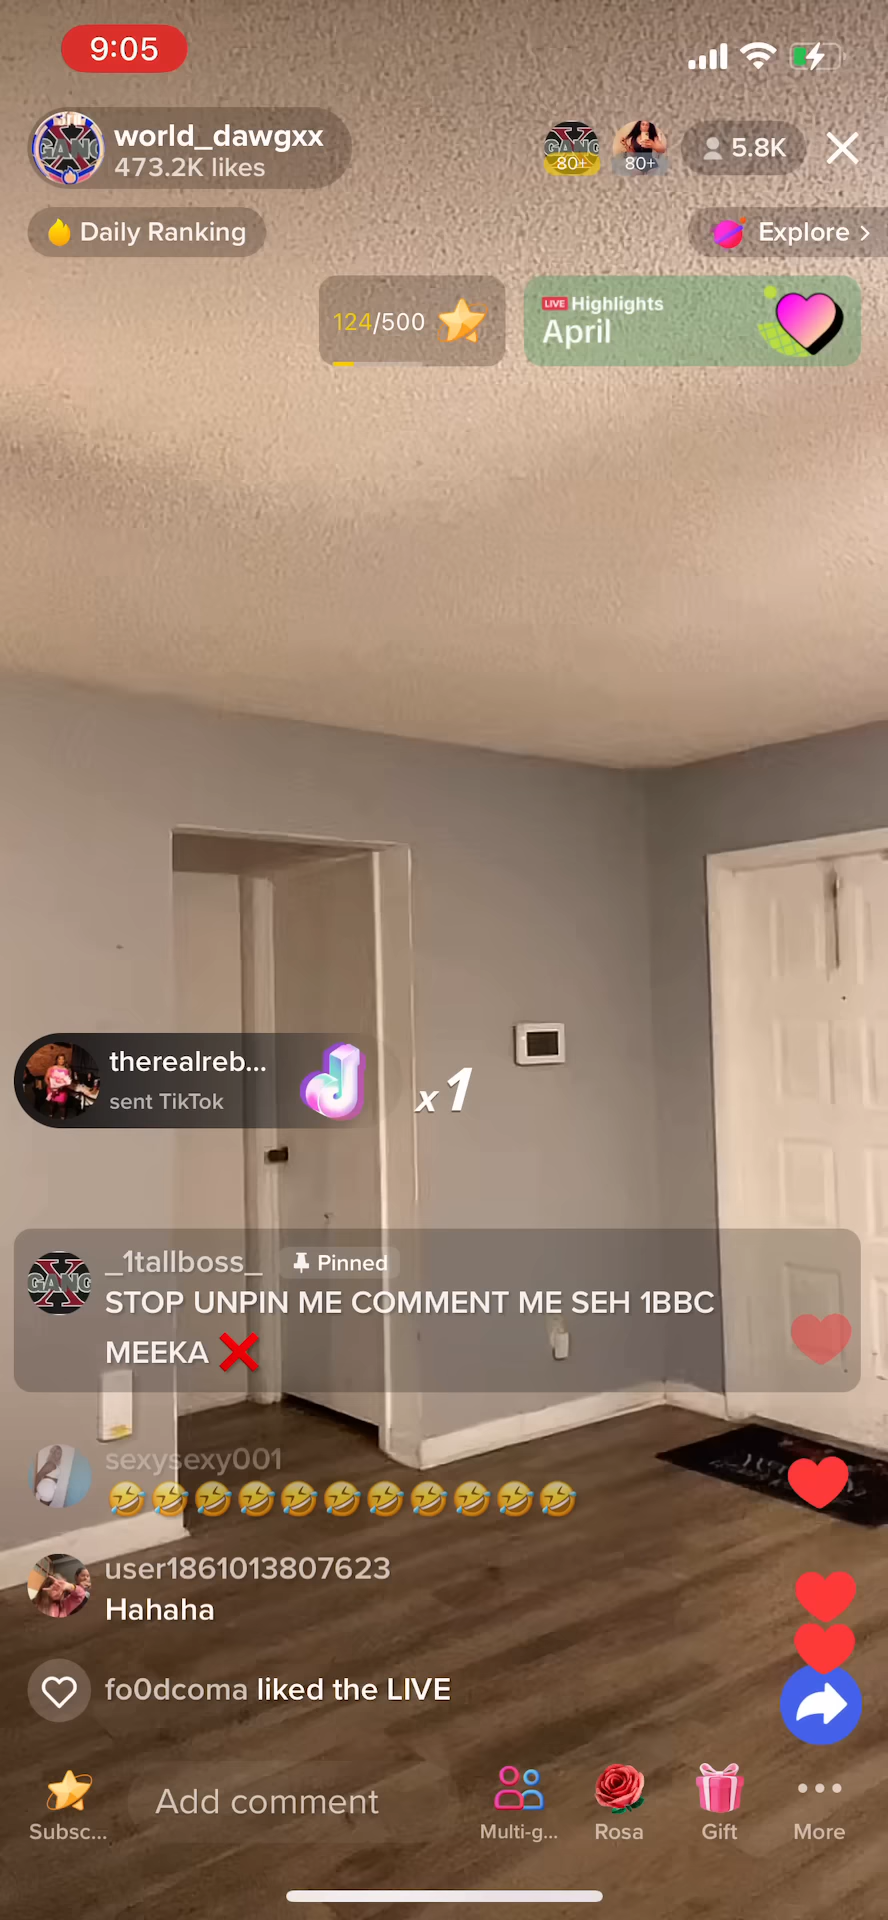 9:05
world_dawgxx
473.2K likes
80+
80+
5.8K
Daily Ranking
Explore >
124/500
LIVE Highlights
April
therealreb...
sent TikTok
x1
_1tallboss_ Pinned
STOP UNPIN ME COMMENT ME SEH 1BBC
MEEKA ❌
sexysexy001
🤣🤣🤣🤣🤣🤣🤣🤣🤣🤣🤣
user1861013807623
Hahaha
fo0dcoma liked the LIVE
Subsc...
Add comment
Multi-g...
Rosa
Gift
More